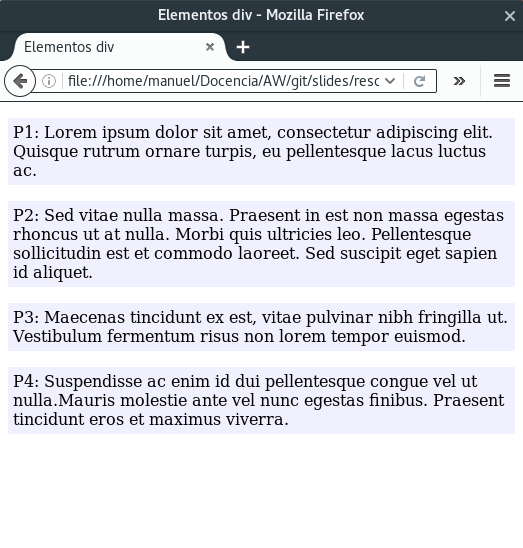 Elementos div - Mozilla Firefox
Elementos div
file:///home/manuel/Docencia/AW/git/slides/resc
P1: Lorem ipsum dolor sit amet, consectetur adipiscing elit.
Quisque rutrum ornare turpis, eu pellentesque lacus luctus
ac.
P2: Sed vitae nulla massa. Praesent in est non massa egestas
rhoncus ut at nulla. Morbi quis ultricies leo. Pellentesque
sollicitudin est et commodo laoreet. Sed suscipit eget sapien
id aliquet.
P3: Maecenas tincidunt ex est, vitae pulvinar nibh fringilla ut.
Vestibulum fermentum risus non lorem tempor euismod.
P4: Suspendisse ac enim id dui pellentesque congue vel ut
nulla.Mauris molestie ante vel nunc egestas finibus. Praesent
tincidunt eros et maximus viverra.